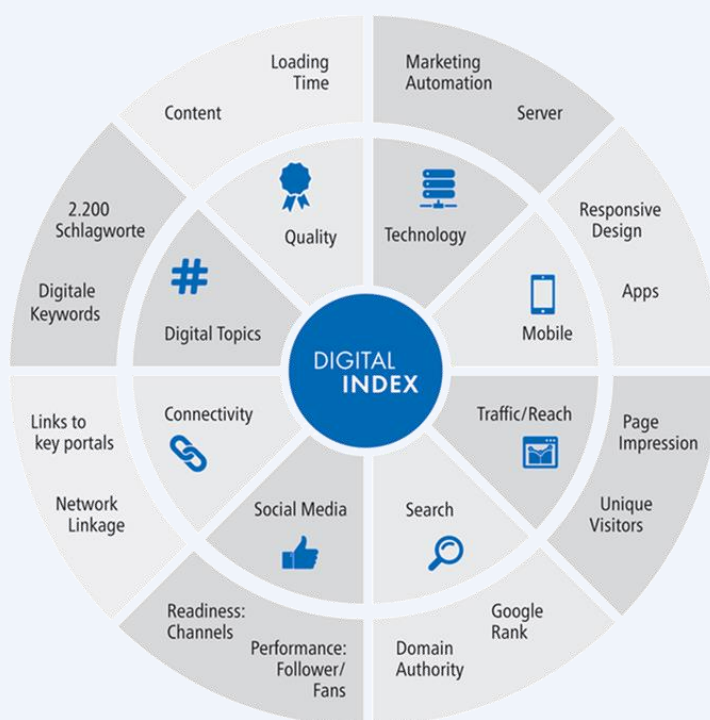 Loading
Time
Content
Marketing
Automation
Server
2.200
Schlagworte
Digitale
Keywords
Quality
Technology
Responsive
Design
Apps
#
Digital Topics
Mobile
DIGITAL
INDEX
Links to
key portals
Network
Linkage
Connectivity
Traffic/Reach
Page
Impression
Unique
Visitors
Social Media
Search
Readiness:
Channels
Performance:
Follower/
Fans
Google
Rank
Domain
Authority